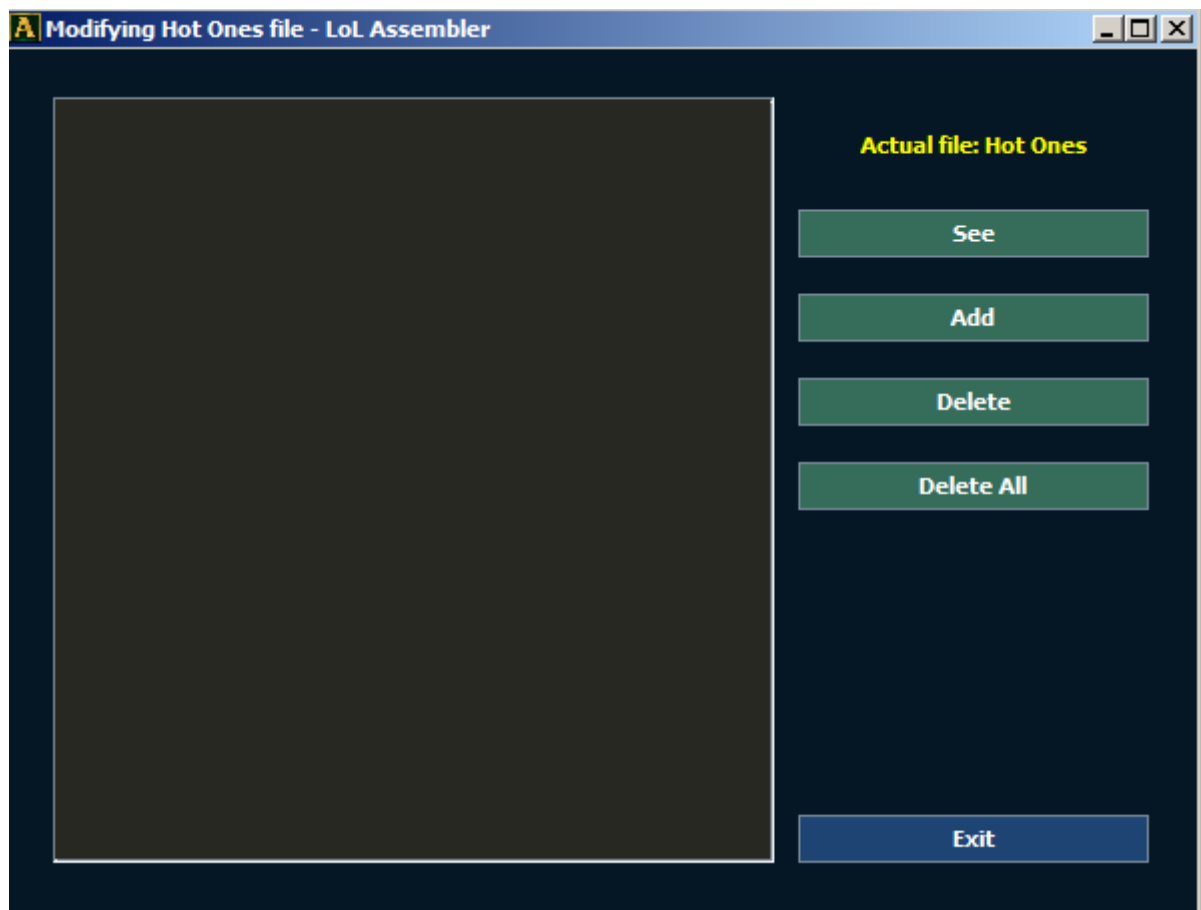 A Modifying Hot Ones file - LoL Assembler
Actual file: Hot Ones
See
Add
Delete
Delete All
Exit